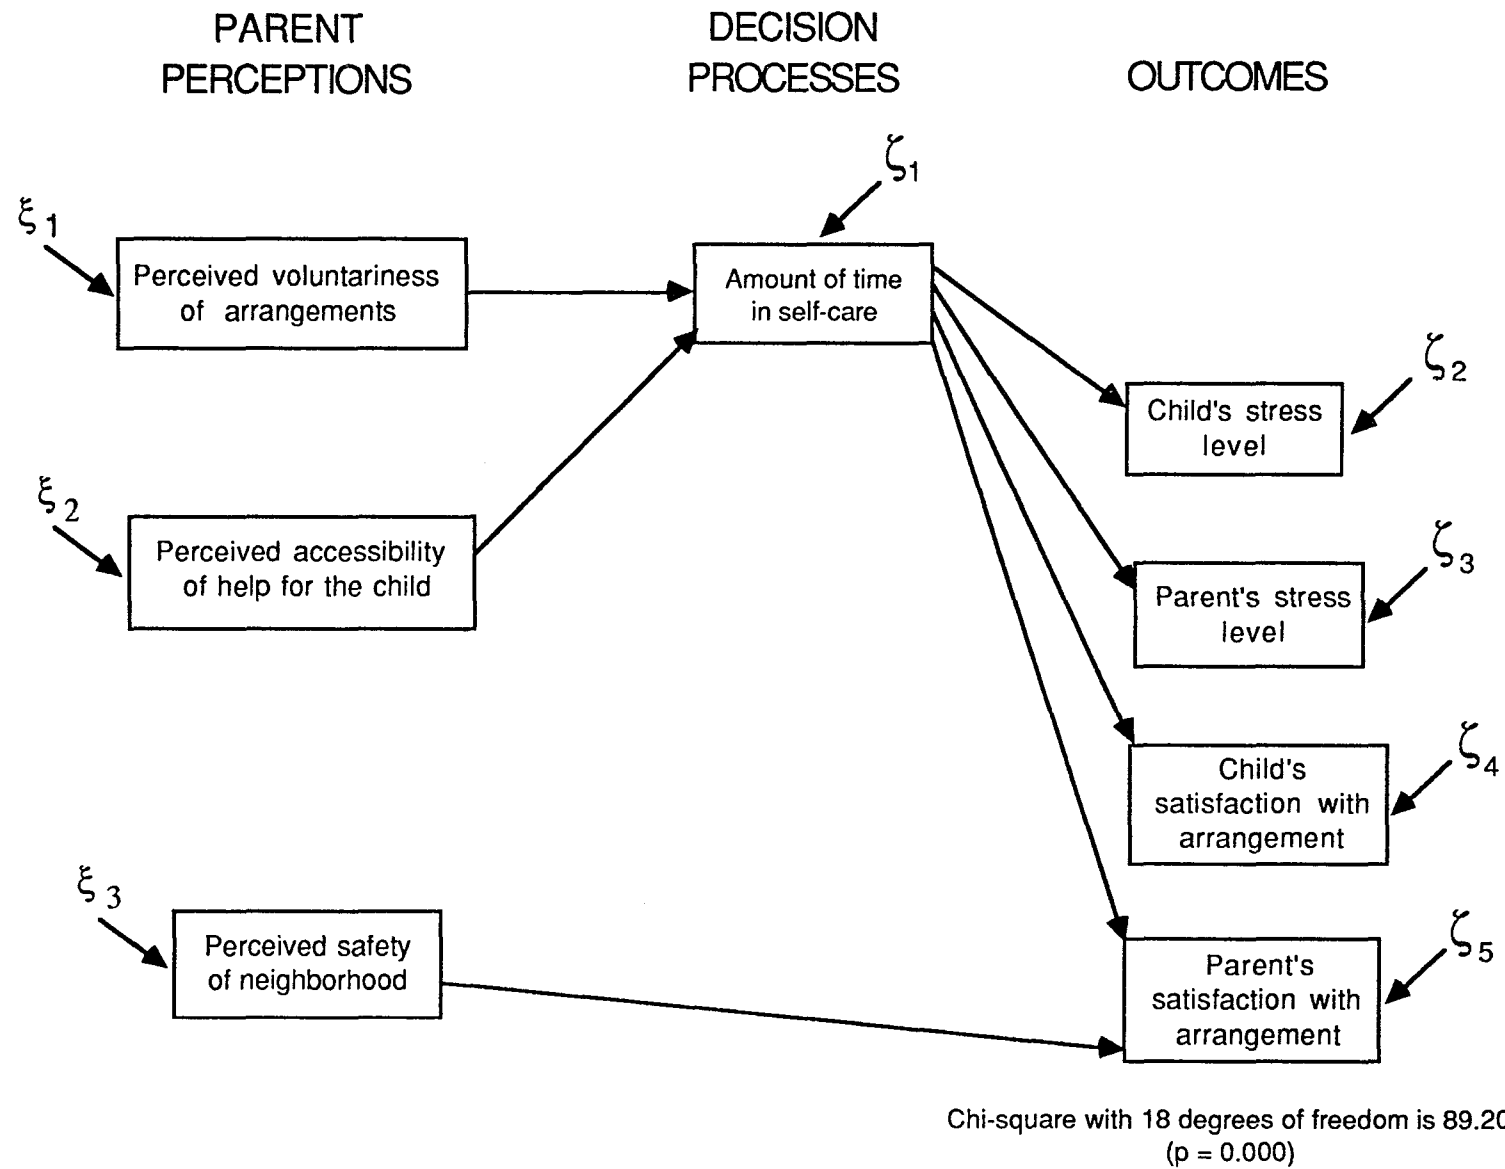 PARENT
PERCEPTIONS
DECISION
PROCESSES
OUTCOMES
ζ1
ξ1
Perceived voluntariness
of arrangements
Amount of time
in self-care
ζ2
Child's stress
level
ξ2
Perceived accessibility
of help for the child
ζ3
Parent's stress
level
ζ4
Child's
satisfaction with
arrangement
ξ3
Perceived safety
of neighborhood
ζ5
Parent's
satisfaction with
arrangement
Chi-square with 18 degrees of freedom is 89.20
(p = 0.000)